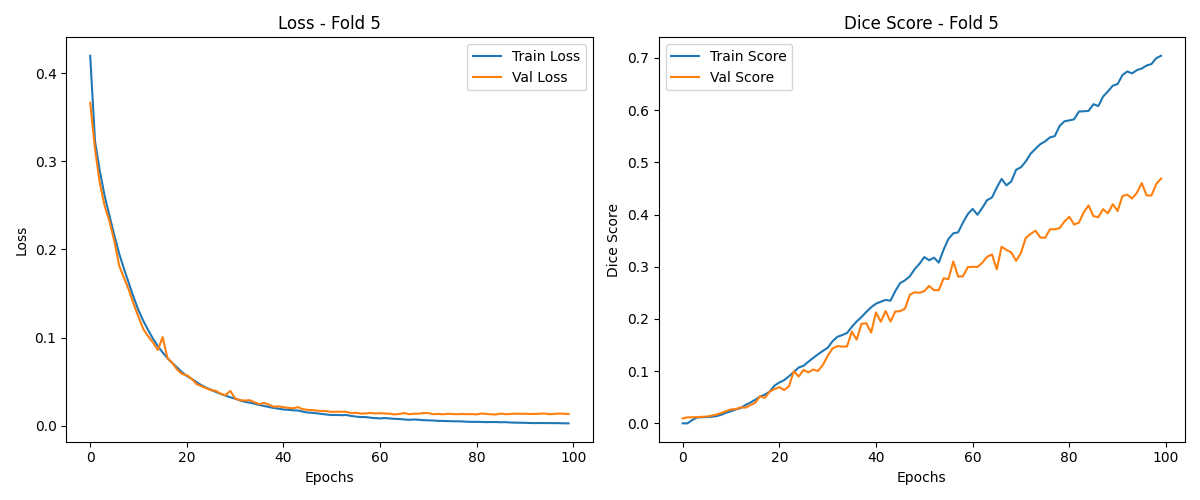 Loss - Fold 5
Train Loss
Val Loss
Loss
0.4
0.3
0.2
0.1
0.0
0 20 40 60 80 100
Epochs
Dice Score - Fold 5
Train Score
Val Score
Dice Score
0.7
0.6
0.5
0.4
0.3
0.2
0.1
0.0
0 20 40 60 80 100
Epochs